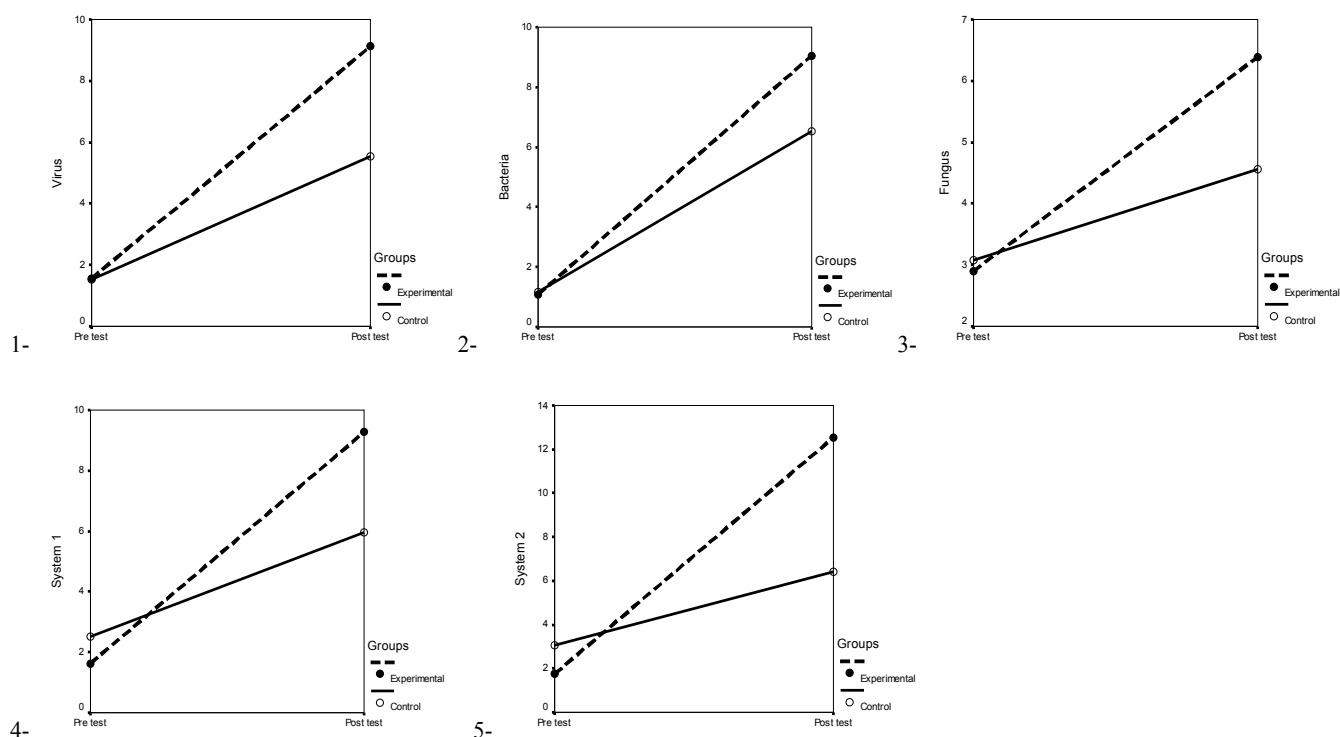 10
8
6
4
2
0
Virus
Pre test
Post test
Groups
Experimental
Control
1-
10
8
6
4
2
0
Bacteria
Pre test
Post test
Groups
Experimental
Control
2-
7
6
5
4
3
2
Fungus
Pre test
Post test
Groups
Experimental
Control
3-
10
8
6
4
2
0
System 1
Pre test
Post test
Groups
Experimental
Control
4-
14
12
10
8
6
4
2
0
System 2
Pre test
Post test
Groups
Experimental
Control
5-